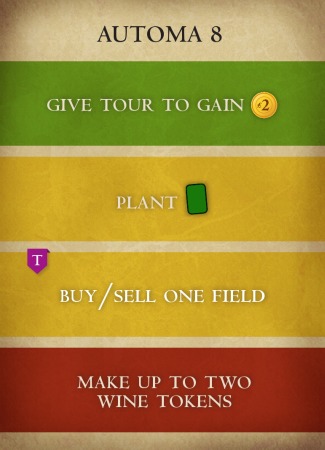 AUTOMA 8
GIVE TOUR TO GAIN 2
PLANT
T
BUY/SELL ONE FIELD
MAKE UP TO TWO
WINE TOKENS